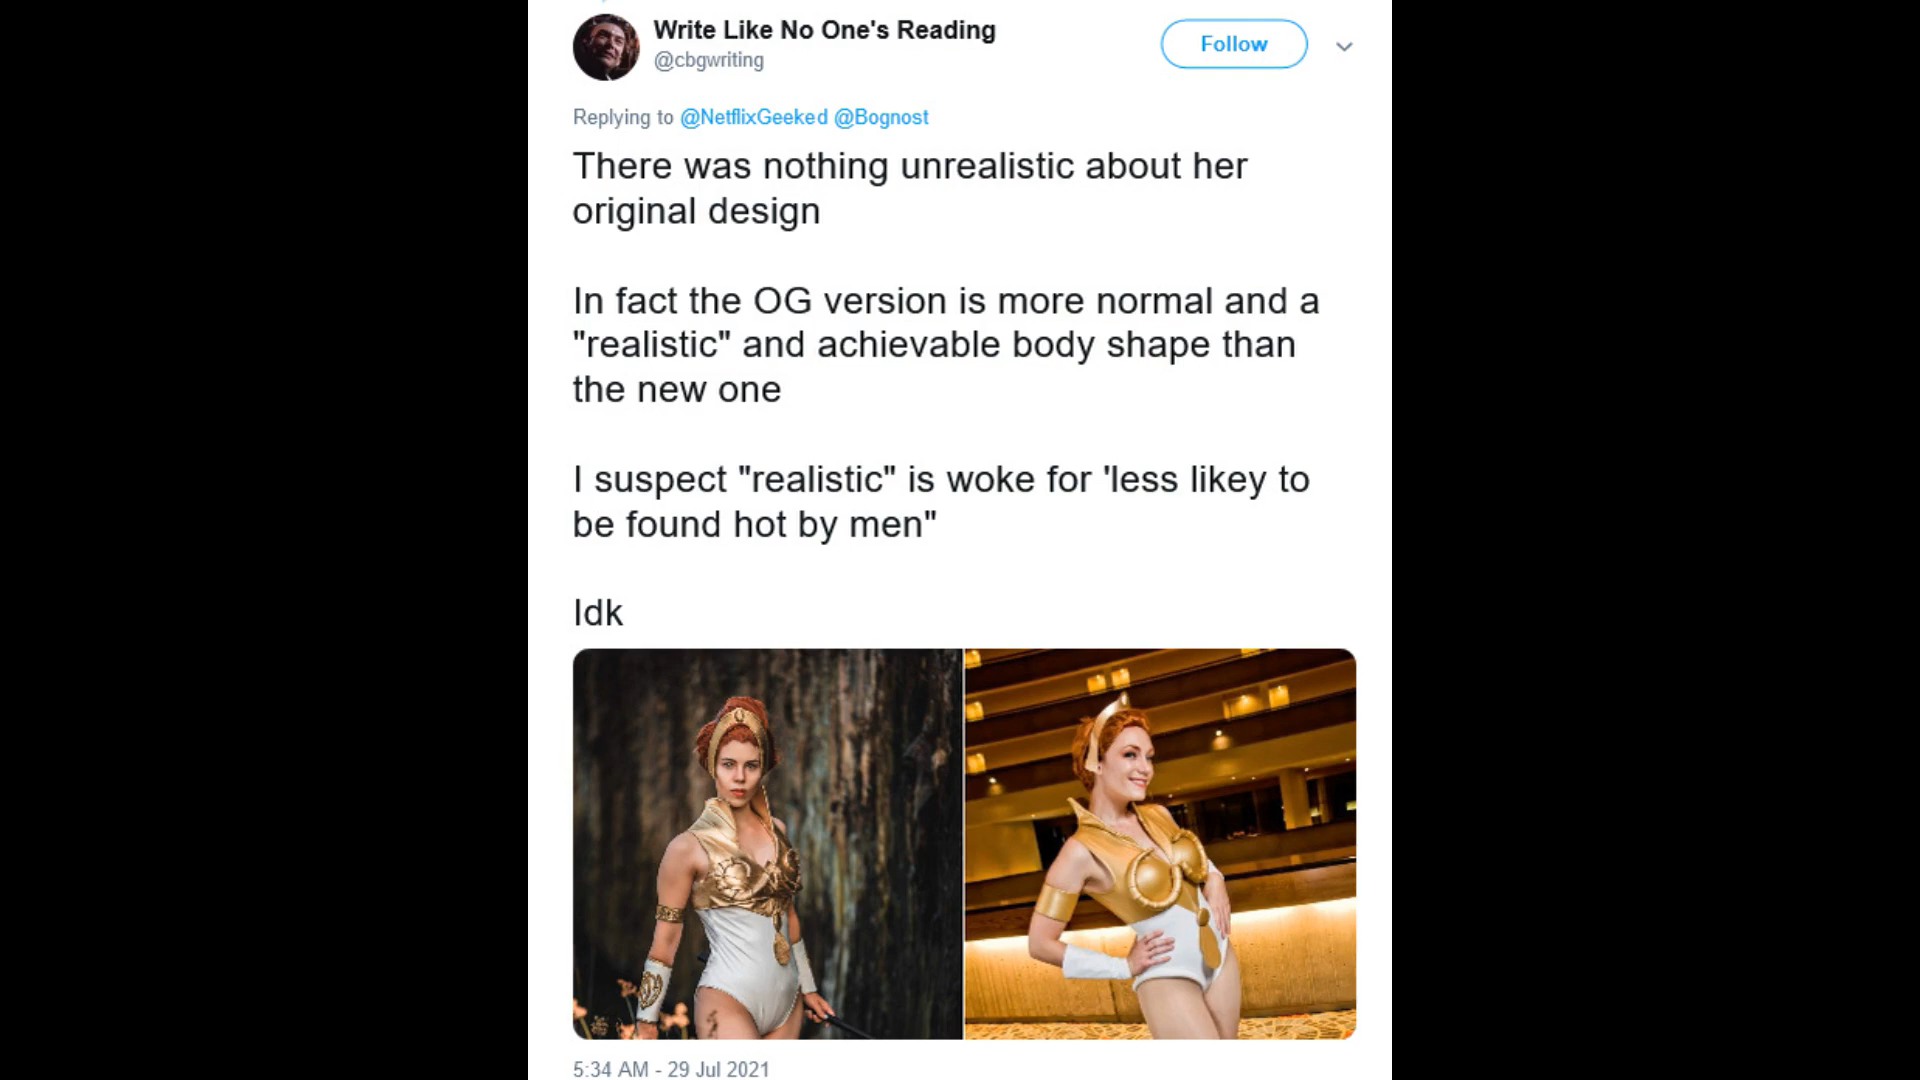 Write Like No One's Reading
@cbgwriting
Follow
Replying to @NetflixGeeked @Bognost
There was nothing unrealistic about her
original design
In fact the OG version is more normal and a
"realistic" and achievable body shape than
the new one
I suspect "realistic" is woke for 'less likey to
be found hot by men"
Idk
5:34 AM - 29 Jul 2021